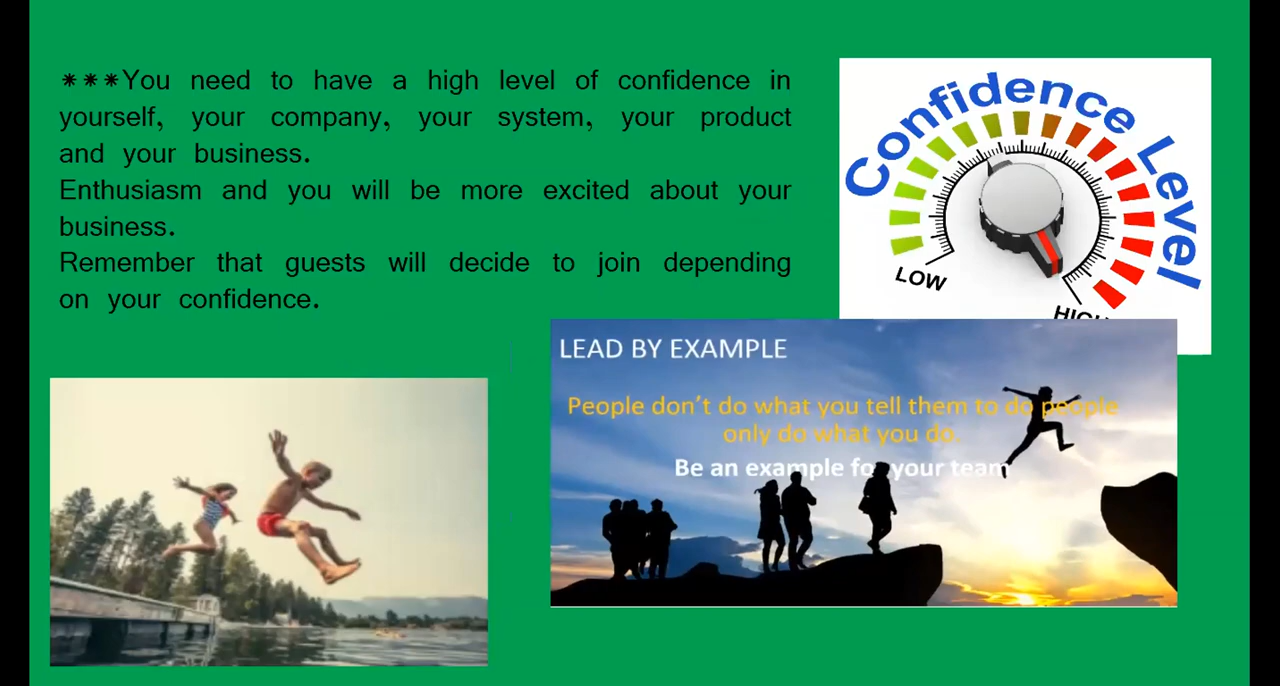 ***You need to have a high level of confidence in
yourself, your company, your system, your product
and your business.
Enthusiasm and you will be more excited about your
business.
Remember that guests will decide to join depending
on your confidence.
Confidence Level
LOW
LEAD BY EXAMPLE
People don't do what you tell them to do people
only do what you do.
Be an example for your team